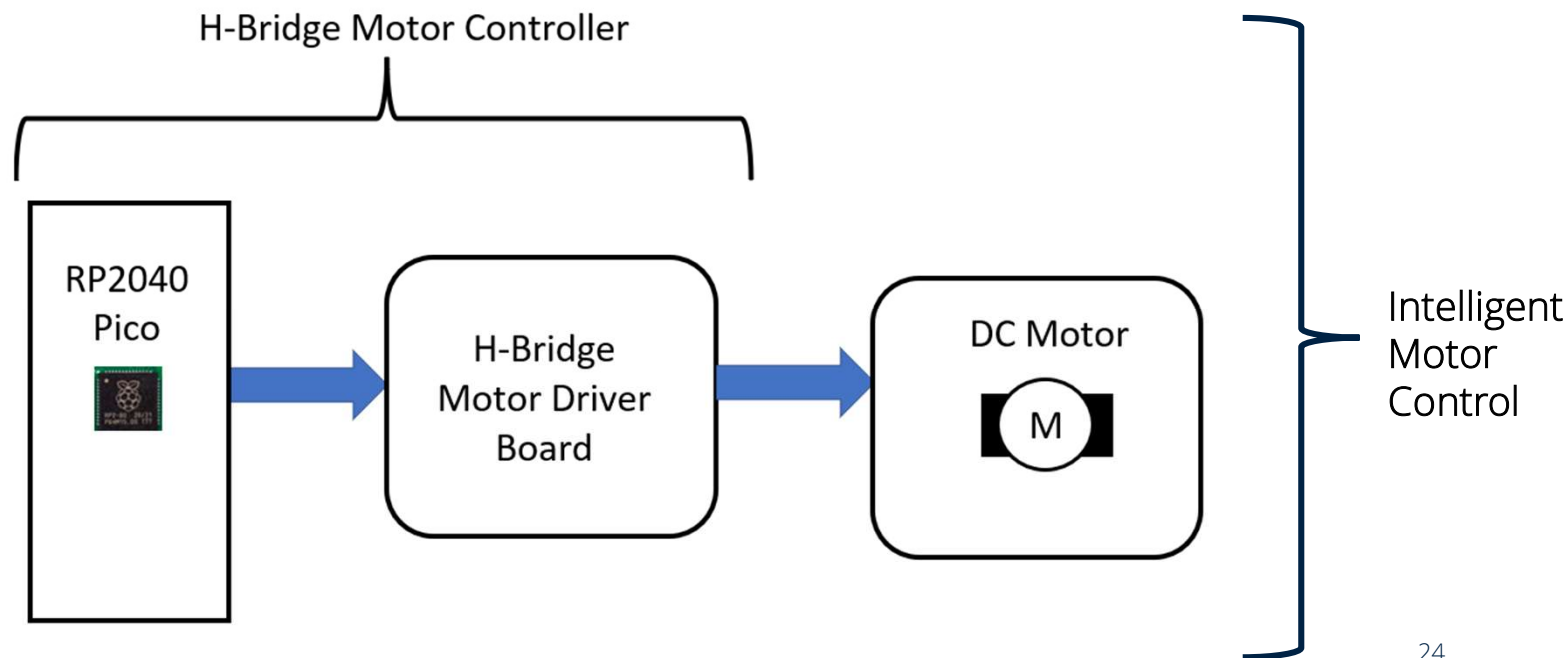 H-Bridge Motor Controller
RP2040
Pico
H-Bridge
Motor Driver
Board
DC Motor
M
Intelligent
Motor
Control
24